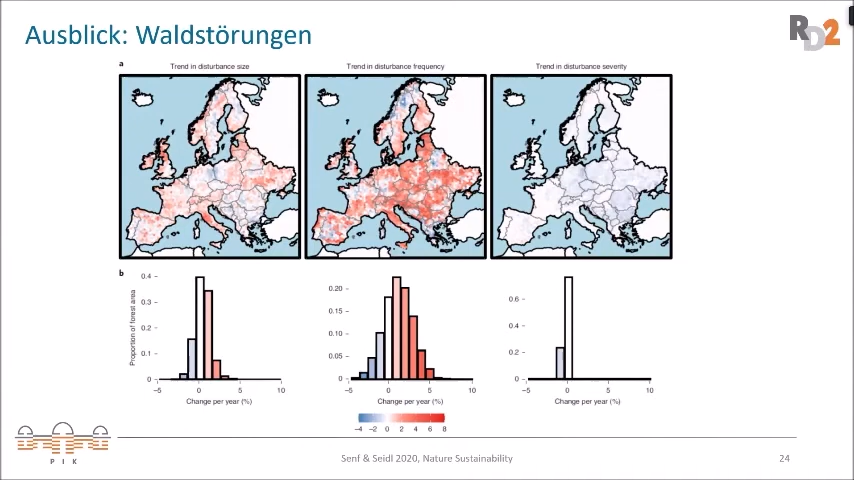 Ausblick: Waldstörungen
RD2
a
Trend in disturbance size
Trend in disturbance frequency
Trend in disturbance severity
b
Proportion of forest area
0.4
0.3
0.2
0.1
0
−5
0
5
10
Change per year (%)
0.20
0.15
0.10
0.05
0
−5
0
5
10
Change per year (%)
0.6
0.4
0.2
0
−5
0
5
10
Change per year (%)
−4 −2 0 2 4 6 8
P I K
Senf & Seidl 2020, Nature Sustainability
24